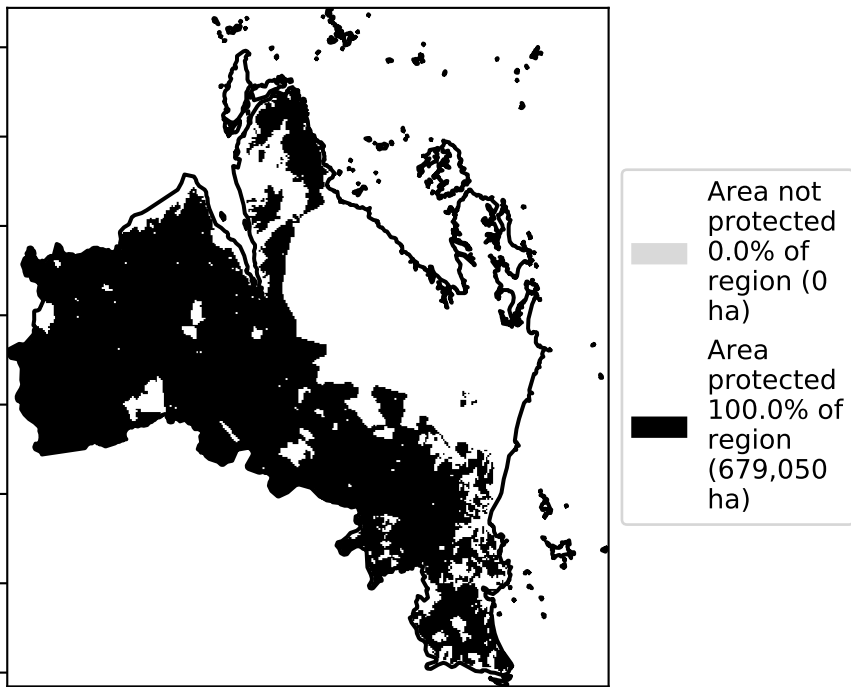 Area not
protected
0.0% of
region (0
ha)
Area
protected
100.0% of
region
(679,050
ha)